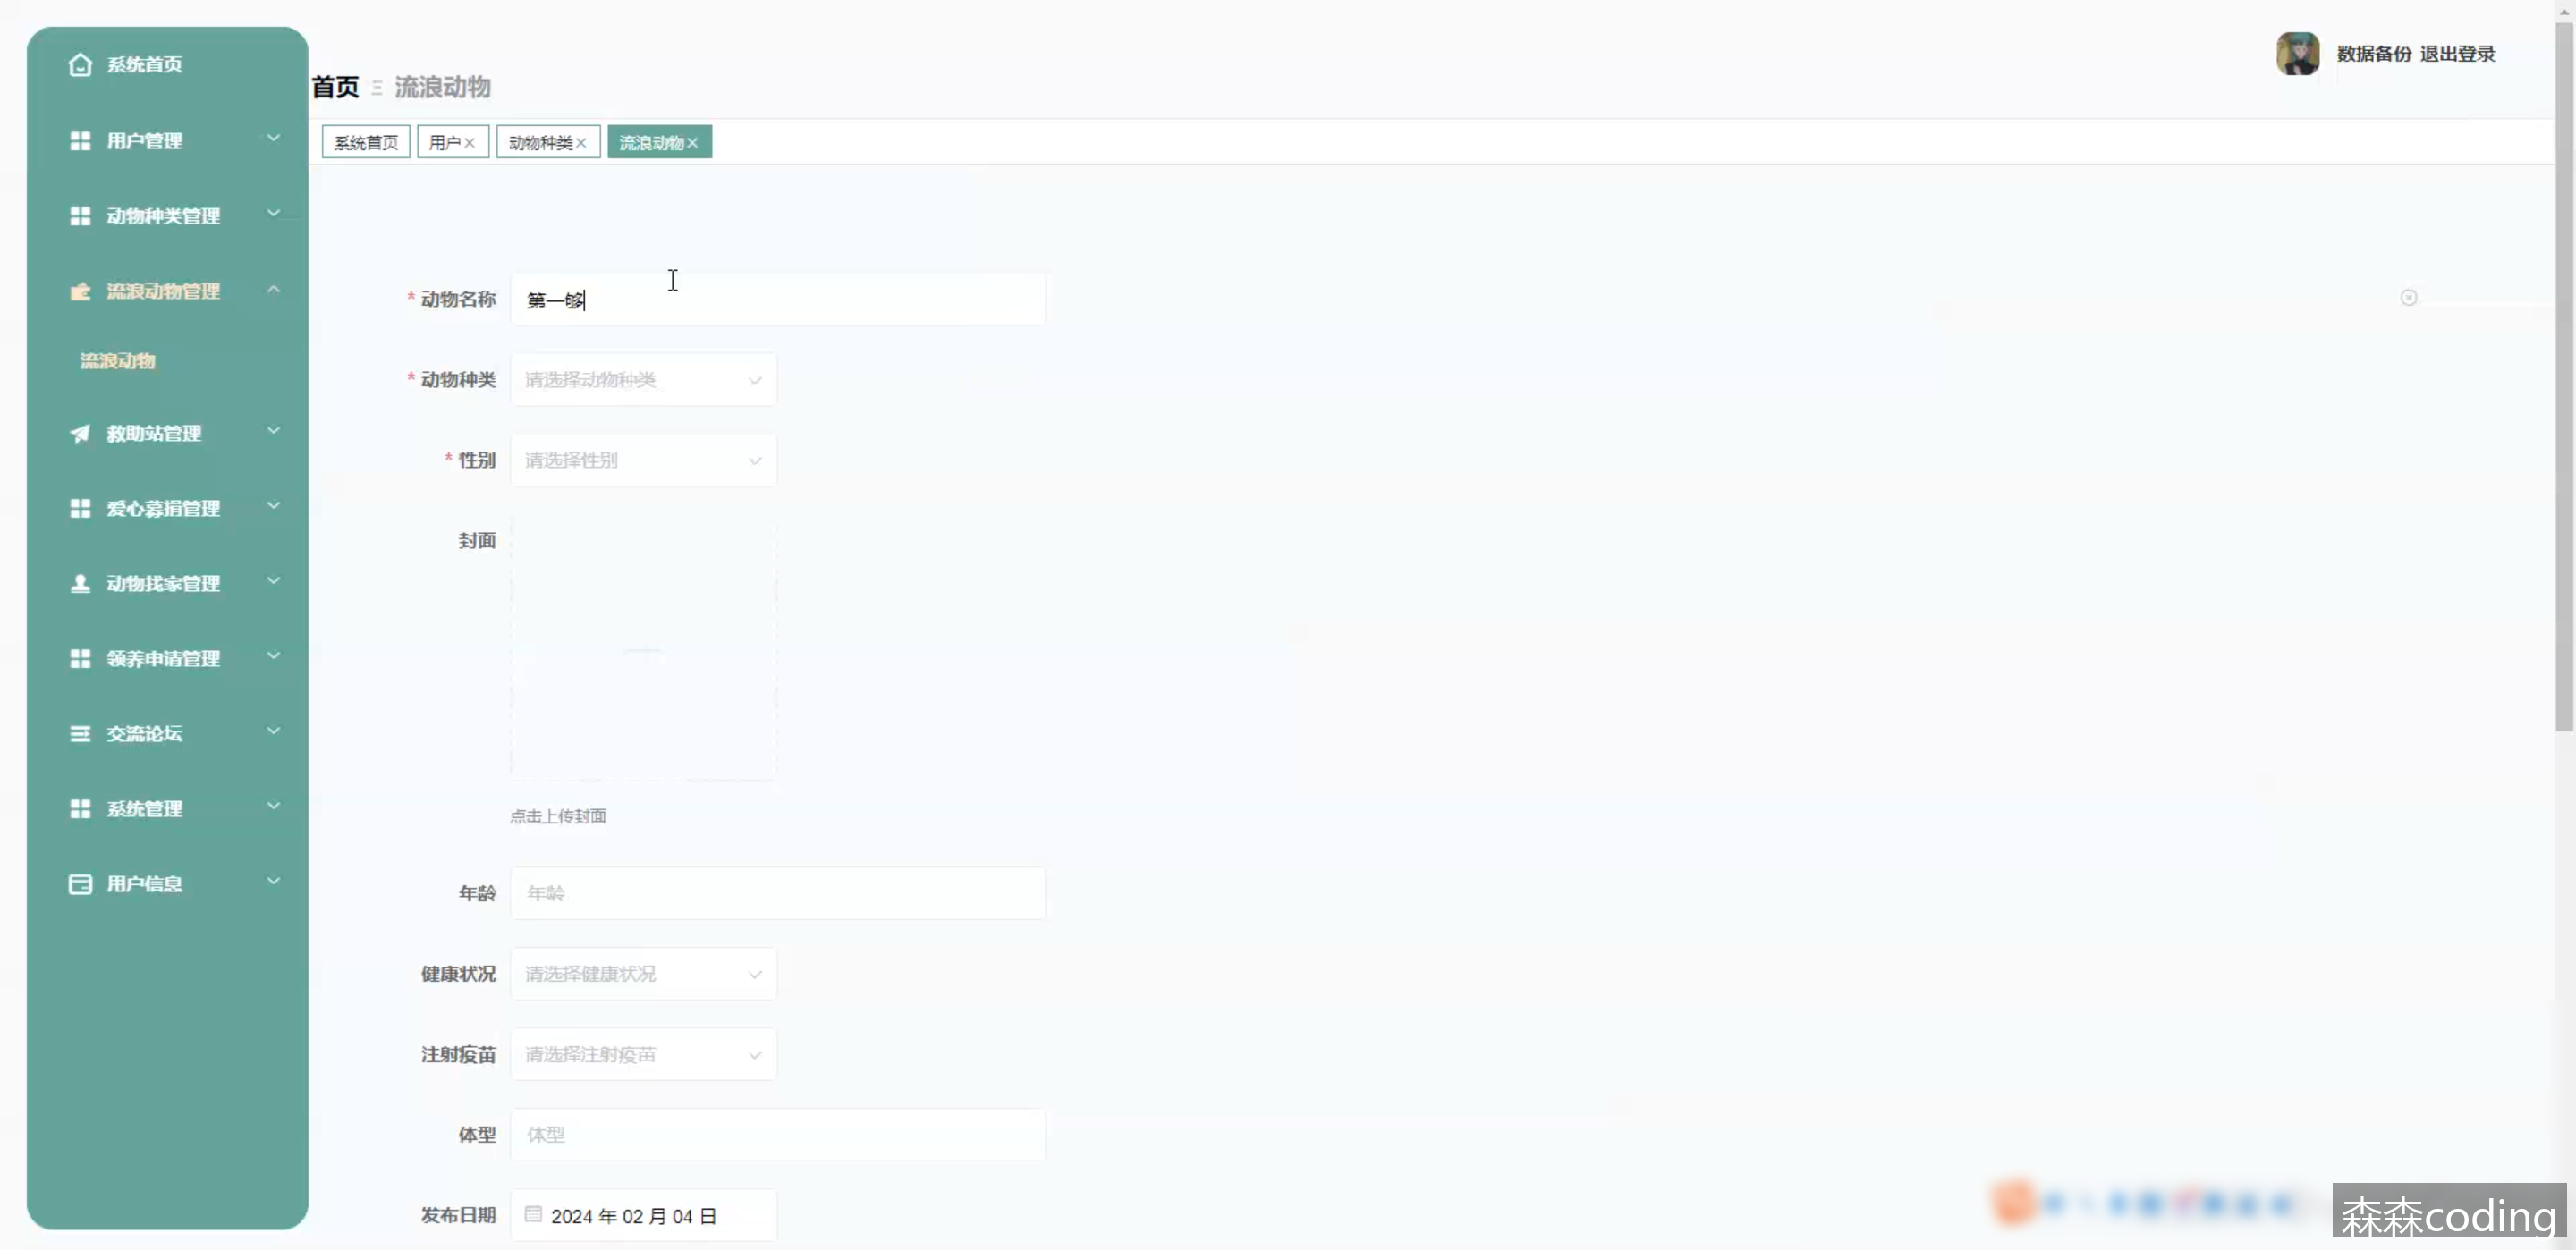 系统首页
用户管理
动物种类管理
流浪动物管理
流浪动物
救助站管理
爱心募捐管理
动物找家管理
领养申请管理
交流论坛
系统管理
用户信息
首页 流浪动物
数据备份 退出登录
系统首页 用户 动物种类 流浪动物
* 动物名称 第一够
* 动物种类 请选择动物种类
* 性别 请选择性别
封面
点击上传封面
年龄 年龄
健康状况 请选择健康状况
注射疫苗 请选择注射疫苗
体型 体型
发布日期 2024 年 02 月 04 日
森森coding